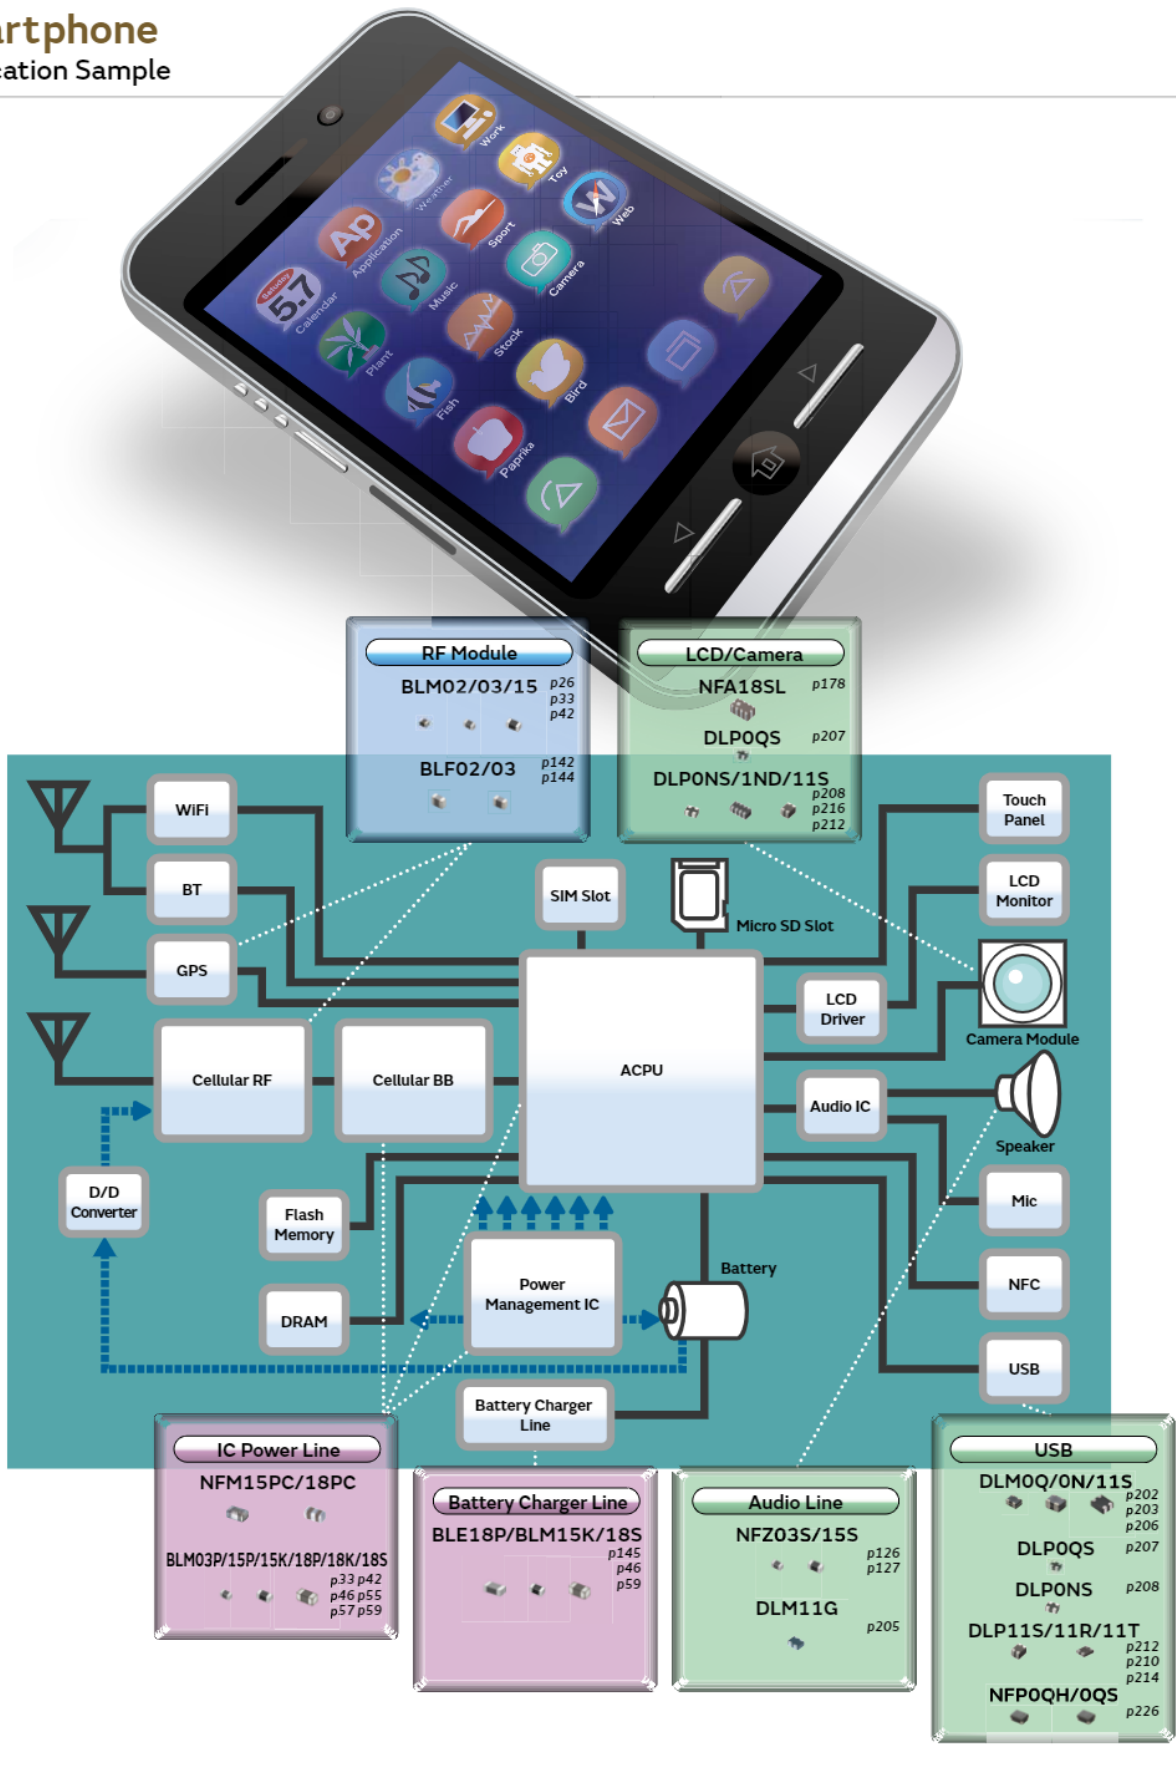 artphone
cation Sample
Work
Toy
Web
Weather
Sport
Camera
Ap
Application
Music
Stock
Bird
Saturday
5.7
Calendar
Plant
Fish
Paprika
RF Module
BLM02/03/15 p26
p33
p42
BLF02/03 p142
p144
LCD/Camera
NFA18SL p178
DLP0QS p207
DLP0NS/1ND/11S
p208
p216
p212
WiFi
BT
GPS
SIM Slot
Micro SD Slot
Touch
Panel
LCD
Monitor
LCD
Driver
Camera Module
Cellular RF
Cellular BB
ACPU
Audio IC
Speaker
D/D
Converter
Flash
Memory
Mic
Power
Management IC
Battery
NFC
DRAM
USB
Battery Charger
Line
IC Power Line
NFM15PC/18PC
BLM03P/15P/15K/18P/18K/18S
p33 p42
p46 p55
p57 p59
Battery Charger Line
BLE18P/BLM15K/18S
p145
p46
p59
Audio Line
NFZ03S/15S
p126
p127
DLM11G
p205
USB
DLM0Q/0N/11S
p202
p203
p206
DLP0QS p207
DLP0NS p208
DLP11S/11R/11T
p212
p210
p214
NFP0QH/0QS
p226